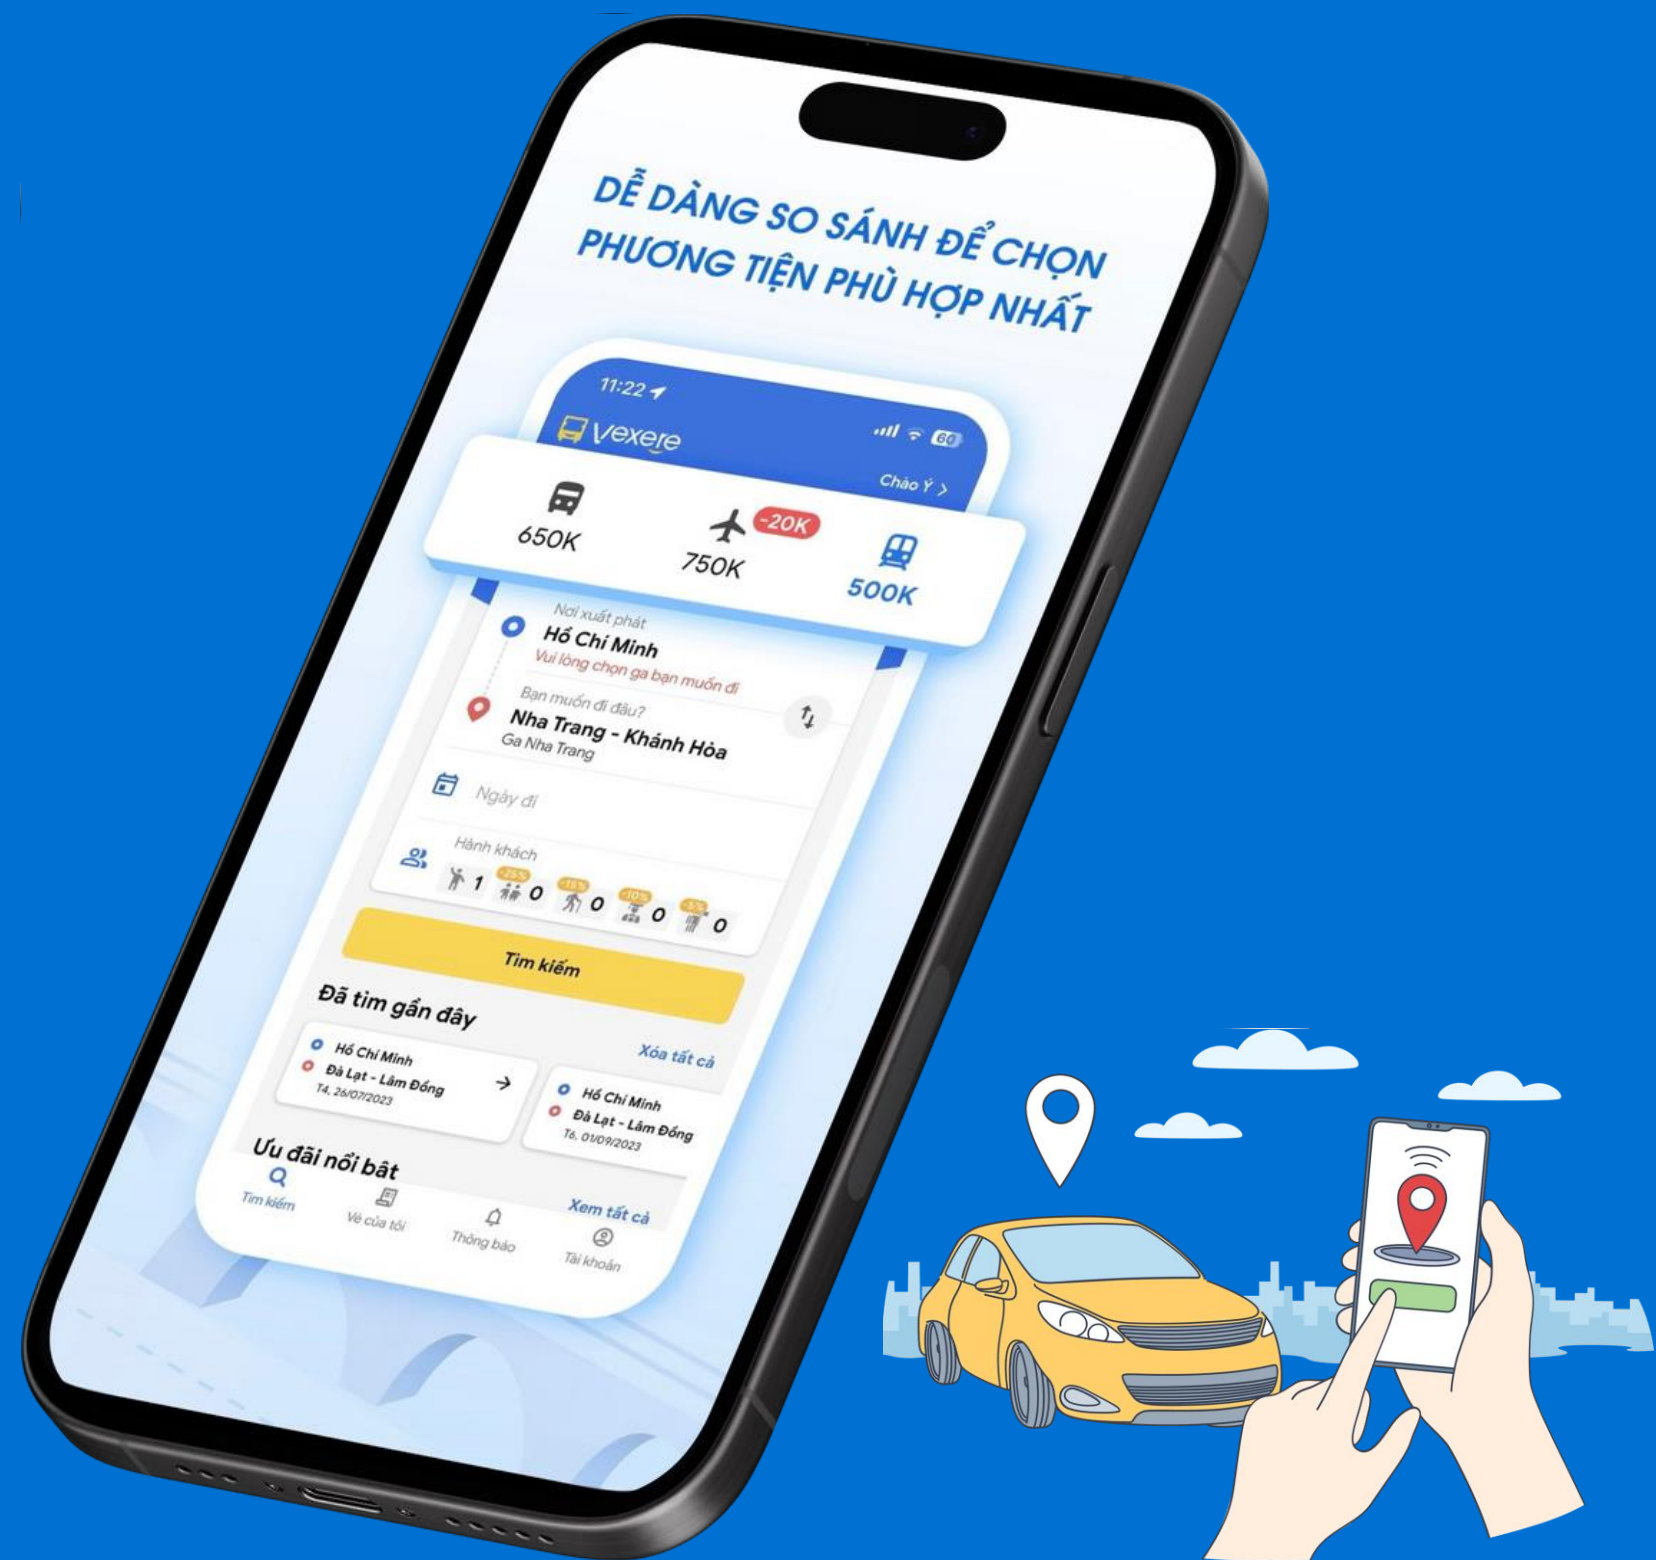 DỄ DÀNG SO SÁNH ĐỂ CHỌN
PHƯƠNG TIỆN PHÙ HỢP NHẤT
11:22
60
Vexere
Chào Ý >
650K
-20K
750K
500K
Nơi xuất phát
Hồ Chí Minh
Vui lòng chọn ga bạn muốn đi
Bạn muốn đi đâu?
Nha Trang - Khánh Hòa
Ga Nha Trang
Ngày đi
Hành khách
-25% -15% -10% -5%
1 0 0 0 0
Tìm kiếm
Đã tìm gần đây
Xóa tất cả
Hồ Chí Minh
Đà Lạt - Lâm Đồng
T4, 26/07/2023
Hồ Chí Minh
Đà Lạt - Lâm Đồng
T6, 01/09/2023
Ưu đãi nổi bật
Xem tất cả
Tìm kiếm
Vé của tôi
Thông báo
Tài khoản